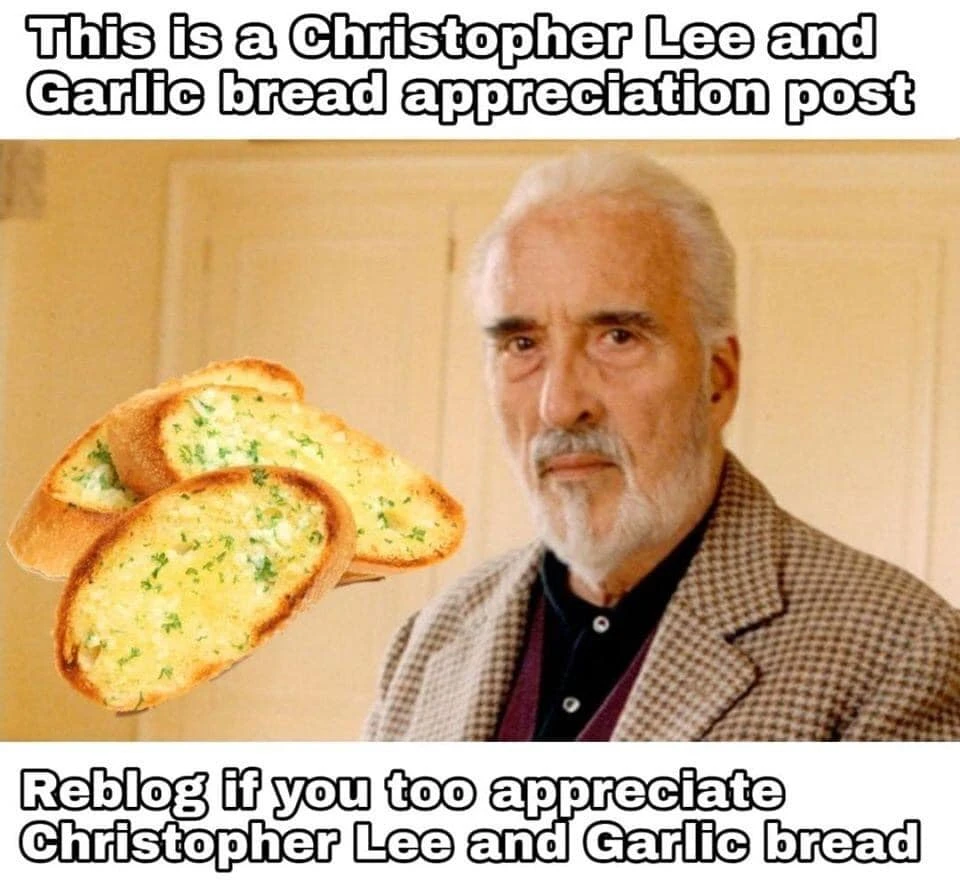 This is a Christopher Lee and
Garlic bread appreciation post
Reblog if you too appreciate
Christopher Lee and Garlic bread